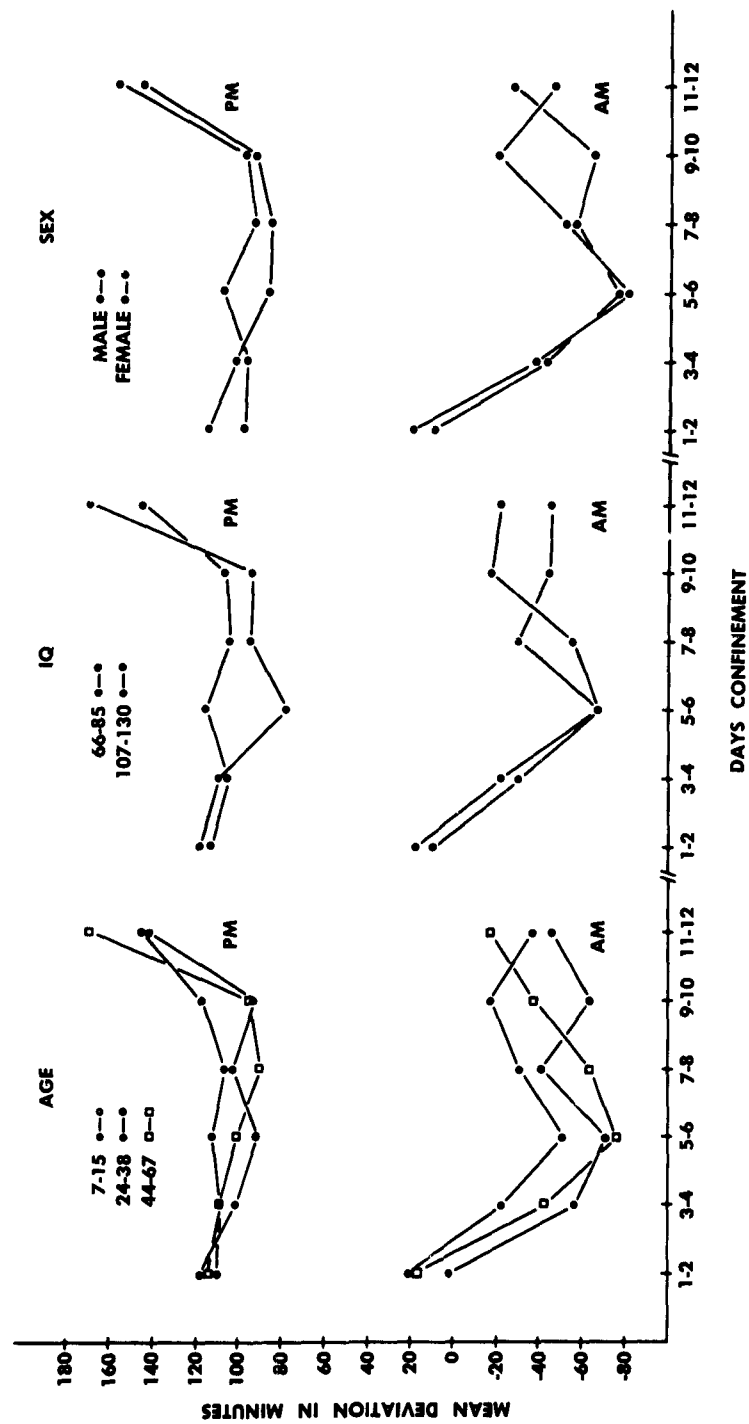 AGE
7-15
24-38
44-67
PM
AM
IQ
66-85
107-130
PM
AM
SEX
MALE
FEMALE
PM
AM
MEAN DEVIATION IN MINUTES
180
160
140
120
100
80
60
40
20
0
-20
-40
-60
-80
1-2 3-4 5-6 7-8 9-10 11-12
1-2 3-4 5-6 7-8 9-10 11-12
1-2 3-4 5-6 7-8 9-10 11-12
DAYS CONFINEMENT